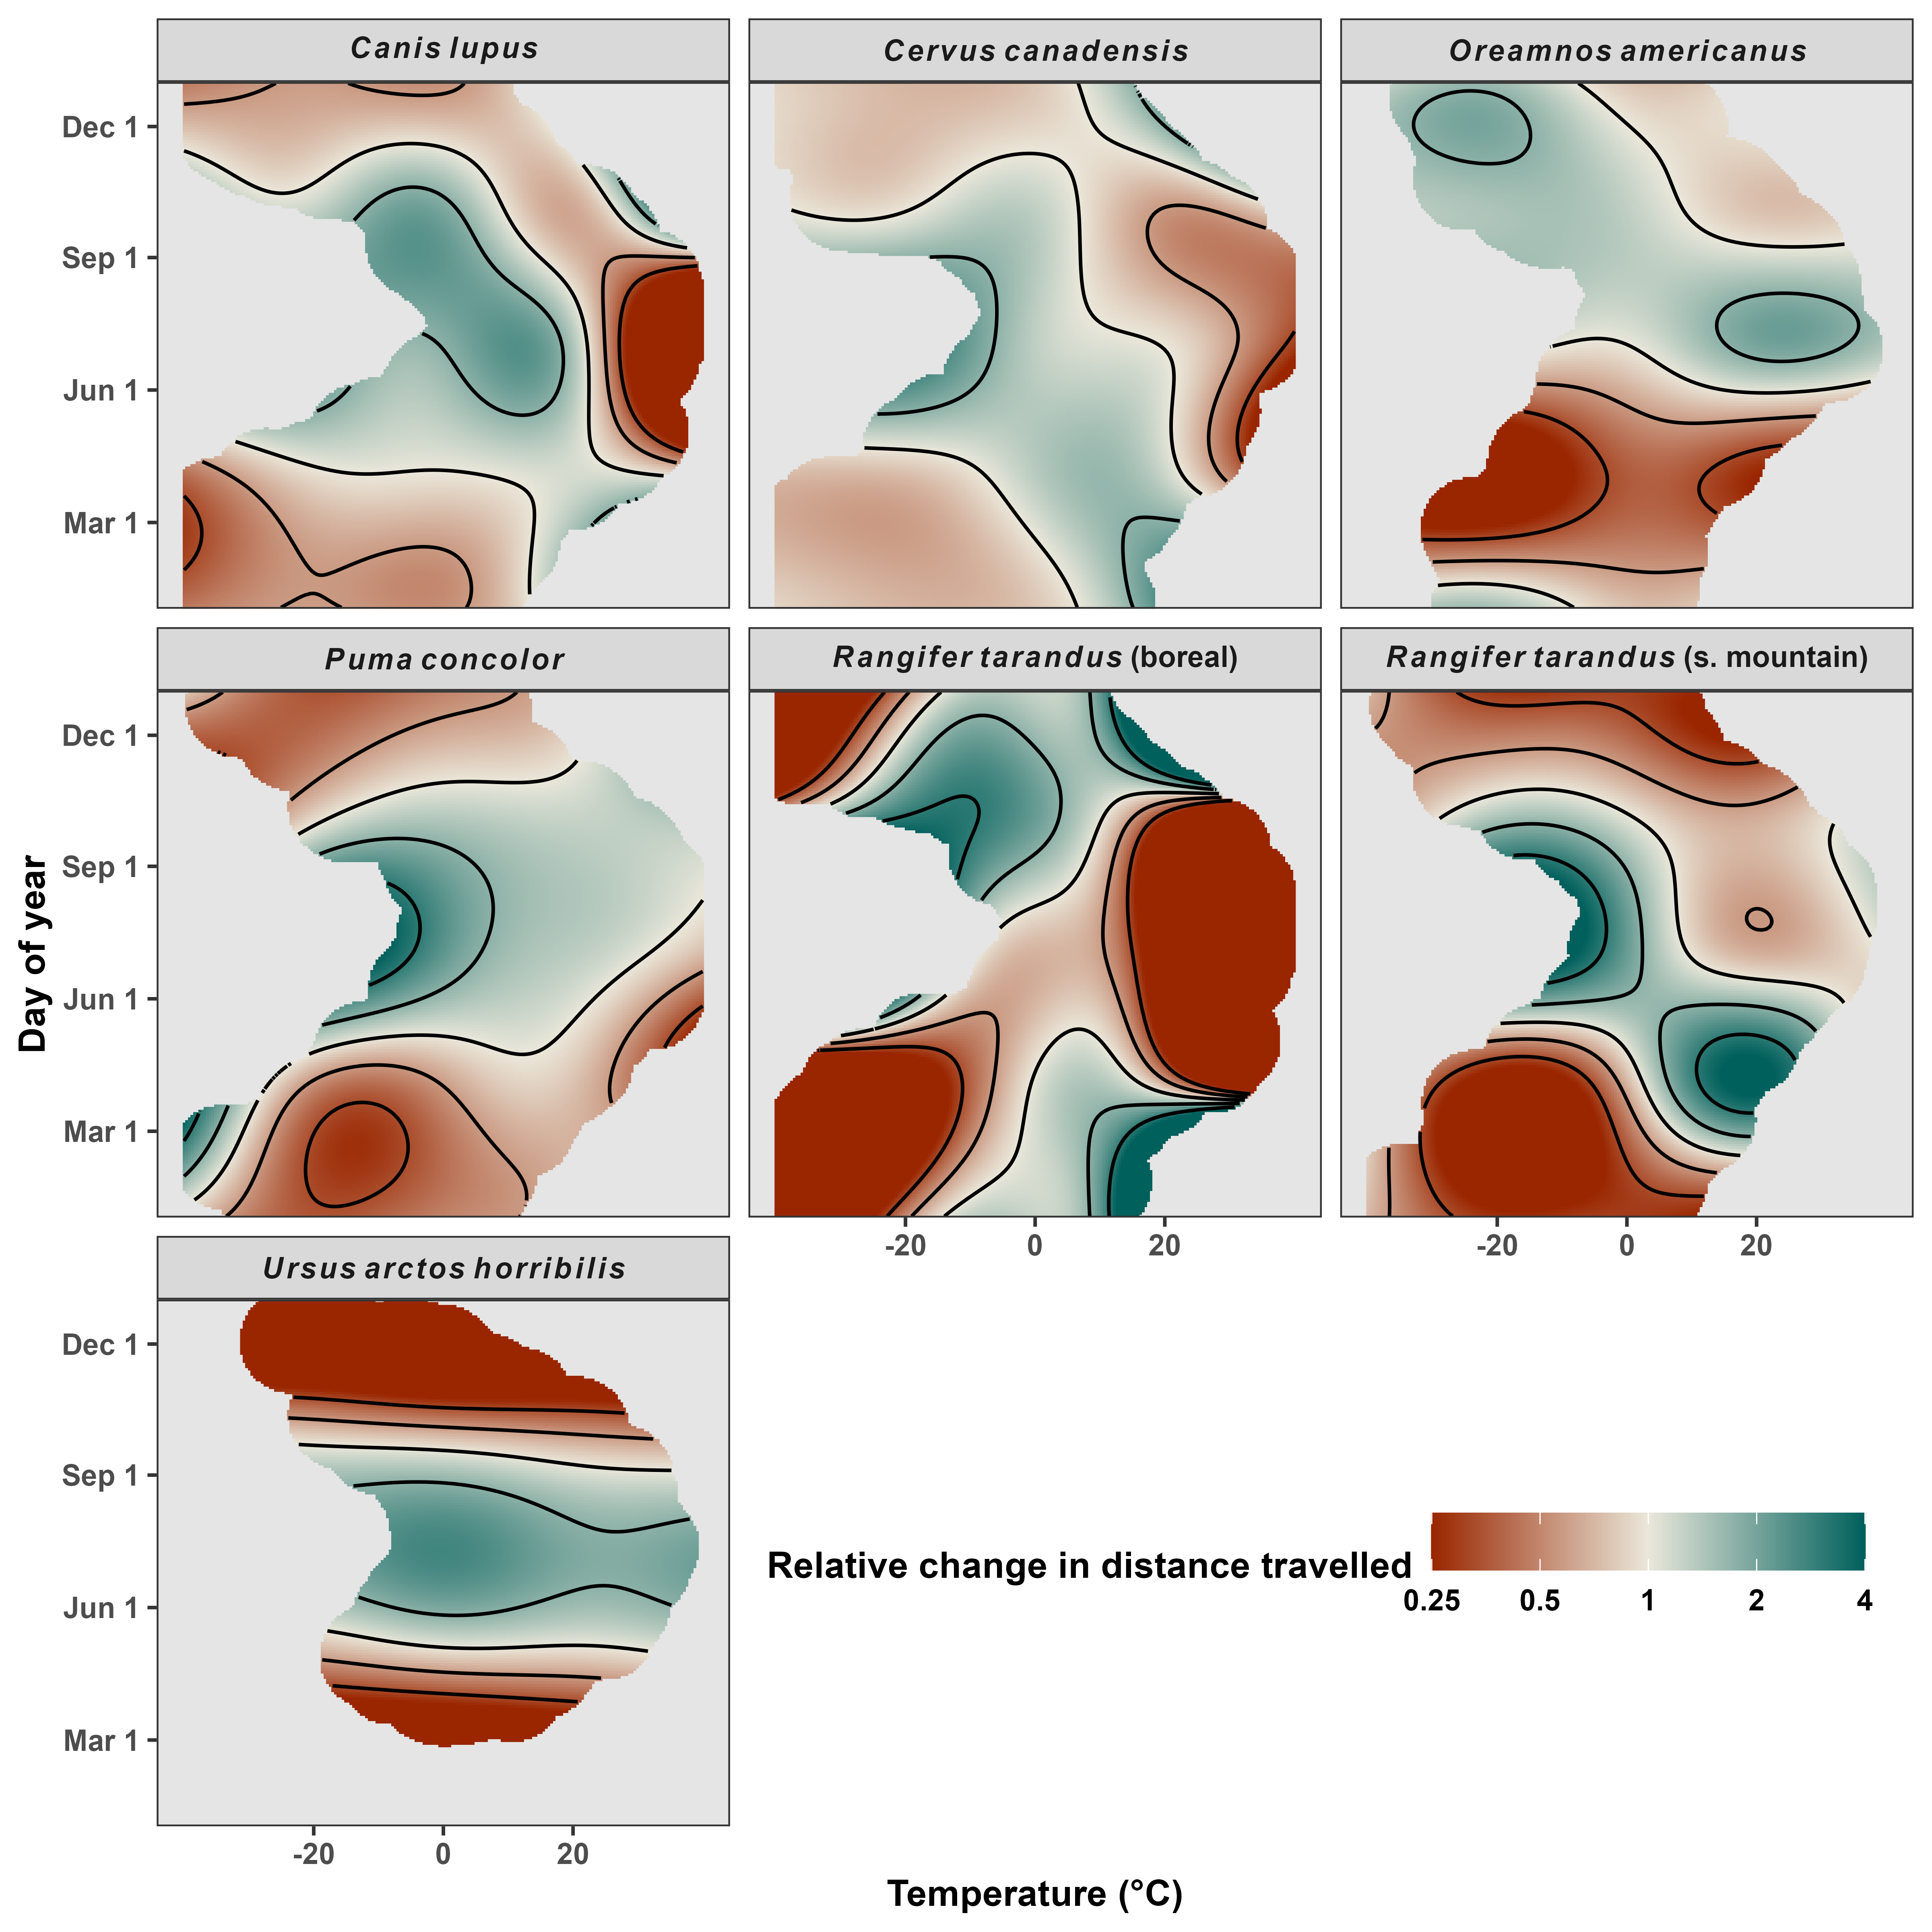 Canis lupus
Cervus canadensis
Oreamnos americanus
Dec 1
Sep 1
Jun 1
Mar 1
Puma concolor
Rangifer tarandus (boreal)
Rangifer tarandus (s. mountain)
Dec 1
Sep 1
Jun 1
Mar 1
-20 0 20
-20 0 20
Day of year
Ursus arctos horribilis
Dec 1
Sep 1
Jun 1
Mar 1
-20 0 20
Relative change in distance travelled
0.25 0.5 1 2 4
Temperature (°C)